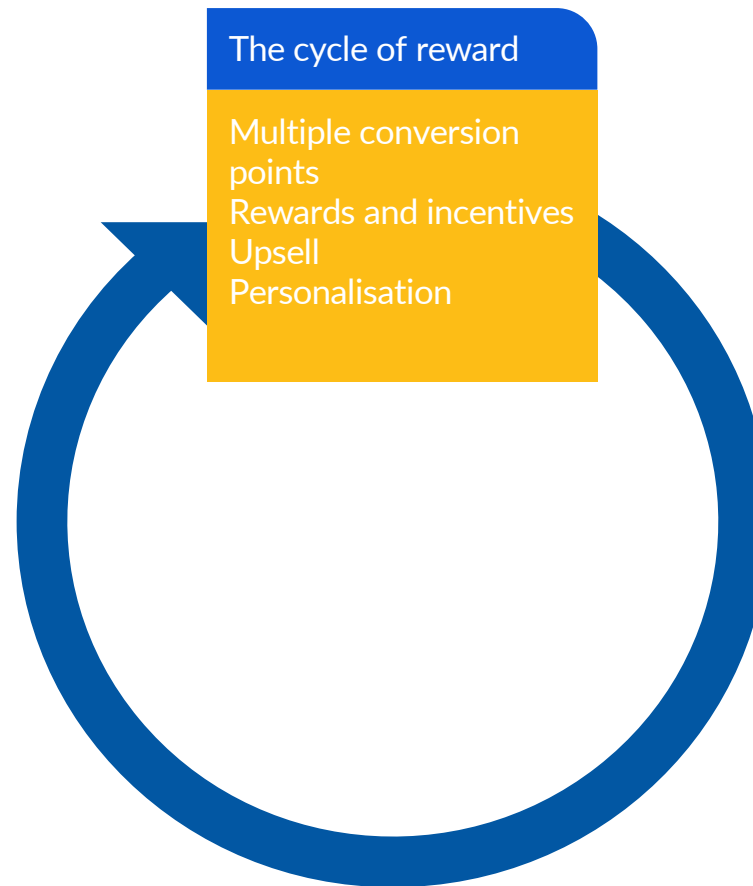 The cycle of reward
Multiple conversion
points
Rewards and incentives
Upsell
Personalisation